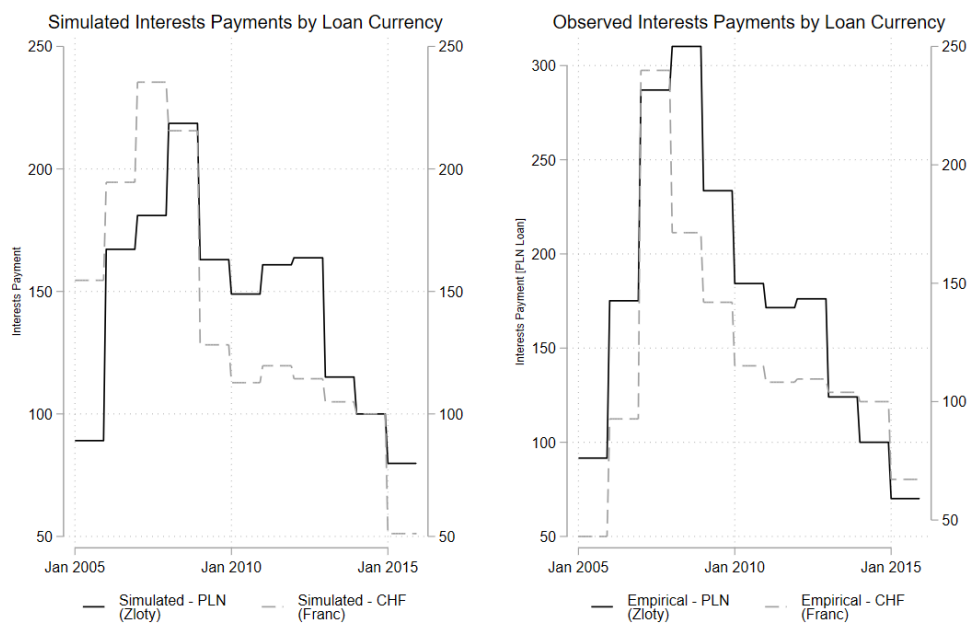 Simulated Interests Payments by Loan Currency
250
200
150
100
50
Interests Payment
250
200
150
100
50
Jan 2005
Jan 2010
Jan 2015
Simulated - PLN
(Zloty)
Simulated - CHF
(Franc)
Observed Interests Payments by Loan Currency
300
250
200
150
100
50
Interests Payment [PLN Loan]
250
200
150
100
50
Jan 2005
Jan 2010
Jan 2015
Empirical - PLN
(Zloty)
Empirical - CHF
(Franc)